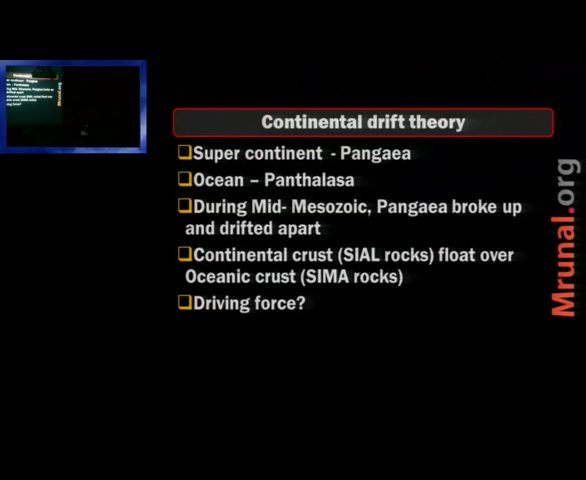 Continental drift theory
❑Super continent - Pangaea
❑Ocean – Panthalasa
❑During Mid- Mesozoic, Pangaea broke up
and drifted apart
❑Continental crust (SIAL rocks) float over
Oceanic crust (SIMA rocks)
❑Driving force?
Mrunal.org